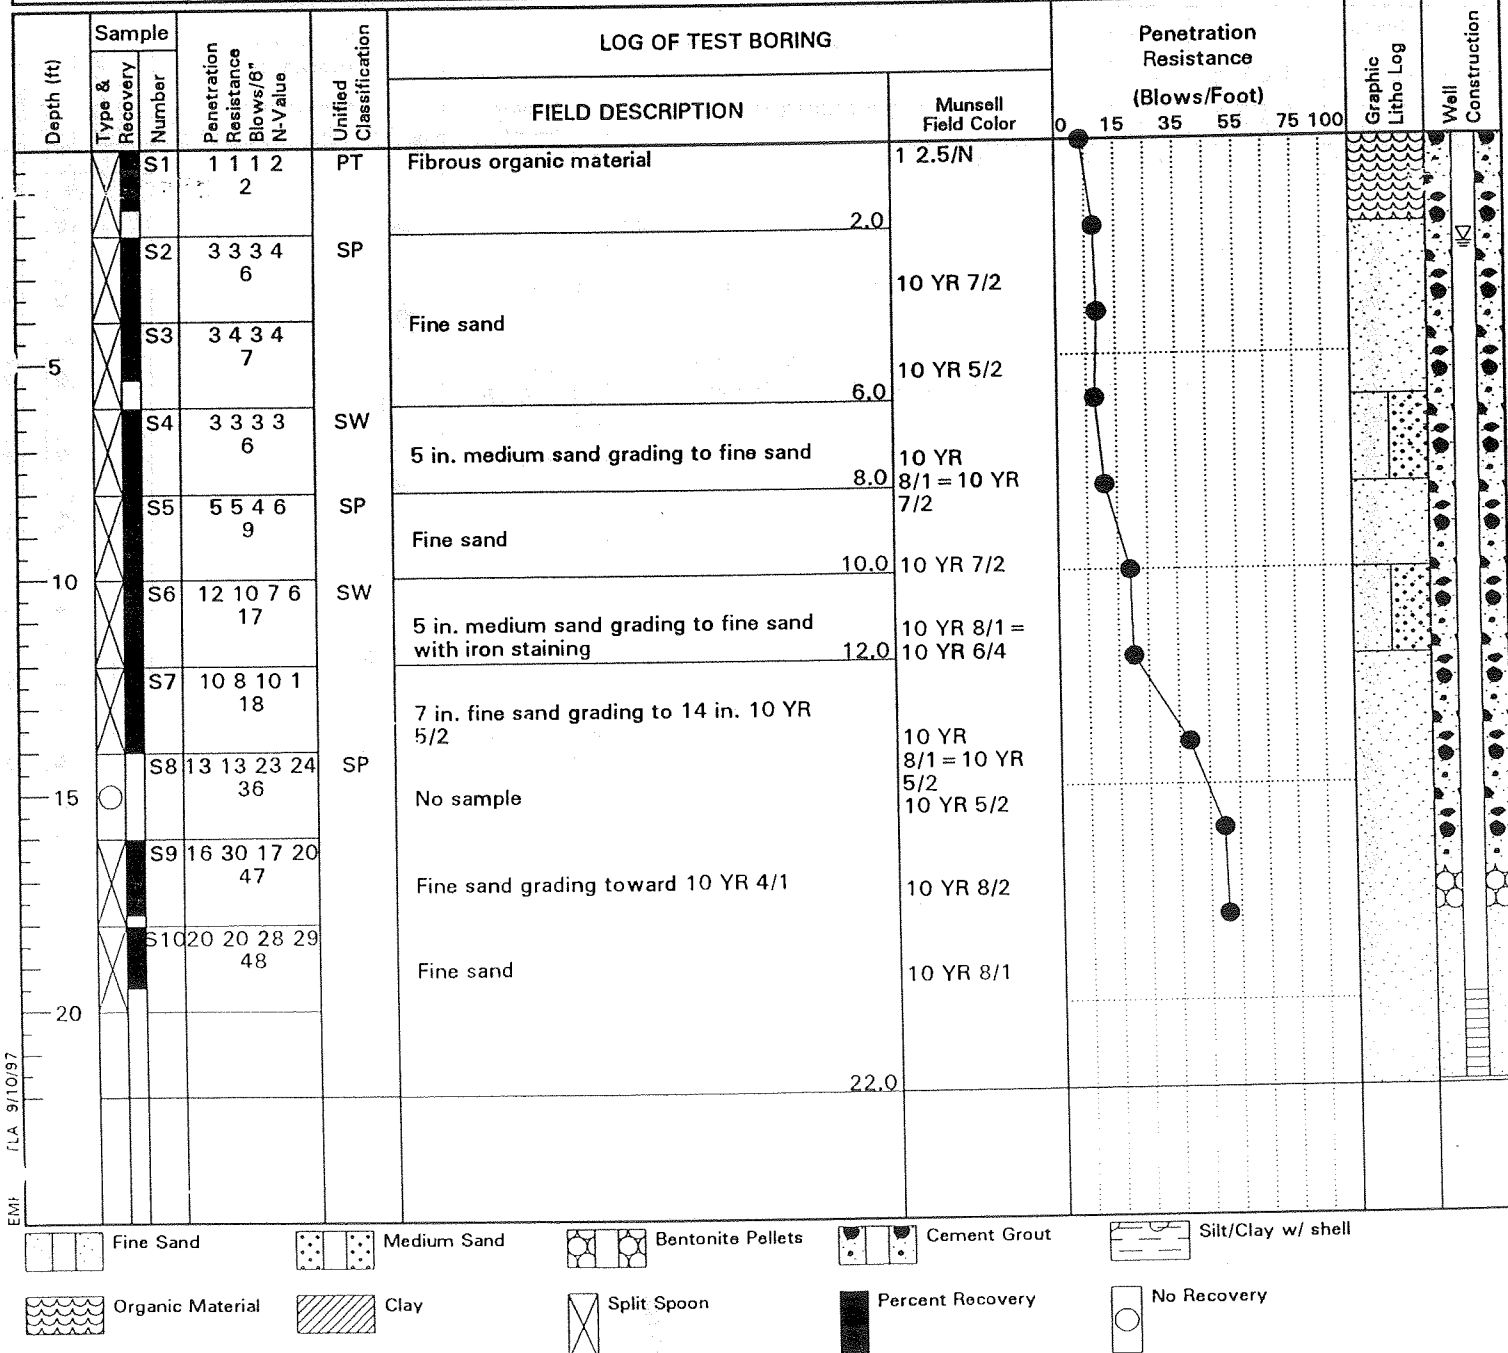 Depth (ft)
Sample
Type & Recovery
Number
Penetration Resistance Blows/6" N-Value
Unified Classification
LOG OF TEST BORING
FIELD DESCRIPTION
Munsell Field Color
Penetration Resistance
(Blows/Foot)
0 15 35 55 75 100
Graphic Litho Log
Well Construction
S1 1 1 1 2 PT Fibrous organic material 1 2.5/N
2
2.0
S2 3 3 3 4 SP
6
10 YR 7/2
Fine sand
S3 3 4 3 4
7
5
10 YR 5/2
6.0
S4 3 3 3 3 SW
6
5 in. medium sand grading to fine sand 10 YR
8.0 8/1 = 10 YR
7/2
S5 5 5 4 6 SP
9
Fine sand
10 10.0 10 YR 7/2
S6 12 10 7 6 SW
17
5 in. medium sand grading to fine sand 10 YR 8/1 =
with iron staining 12.0 10 YR 6/4
S7 10 8 10 1
18
7 in. fine sand grading to 14 in. 10 YR
5/2 10 YR
8/1 = 10 YR
5/2
S8 13 13 23 24 SP
36
15 No sample 10 YR 5/2
S9 16 30 17 20
47
Fine sand grading toward 10 YR 4/1 10 YR 8/2
S10 20 20 28 29
48
Fine sand 10 YR 8/1
20
22.0
9/10/97
Fine Sand
Medium Sand
Bentonite Pellets
Cement Grout
Silt/Clay w/ shell
Organic Material
Clay
Split Spoon
Percent Recovery
No Recovery